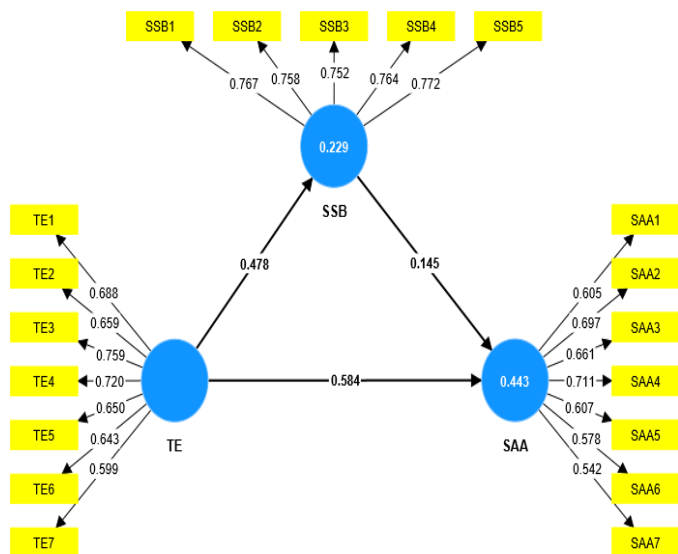 SSB1 SSB2 SSB3 SSB4 SSB5
0.767 0.758 0.752 0.764 0.772
0.229
SSB
0.478 0.145
TE1
TE2
TE3
TE4
TE5
TE6
TE7
0.688
0.659
0.759
0.720
0.650
0.643
0.599
TE
0.584
0.443
SAA
0.605
0.697
0.661
0.711
0.607
0.578
0.542
SAA1
SAA2
SAA3
SAA4
SAA5
SAA6
SAA7